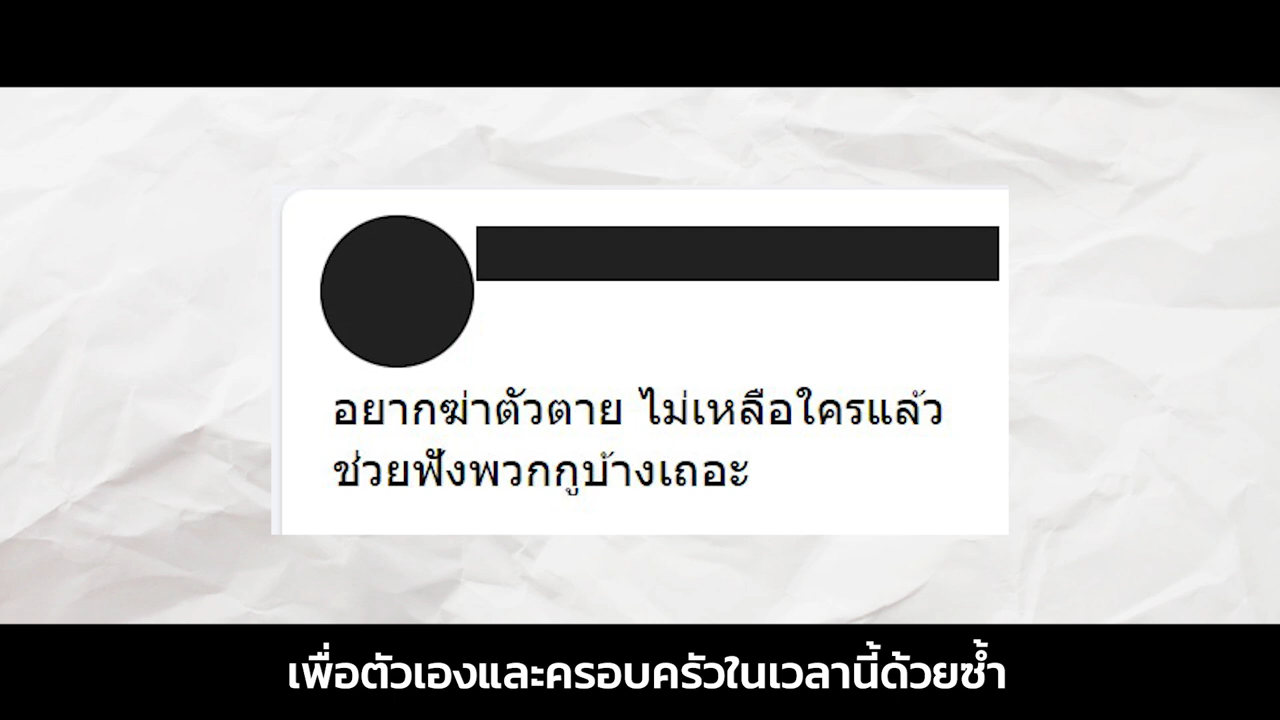 อยากฆ่าตัวตาย ไม่เหลือใครแล้ว
ช่วยฟังพวกกูบ้างเถอะ
เพื่อตัวเองและครอบครัวในเวลานี้ด้วยซ้ำ